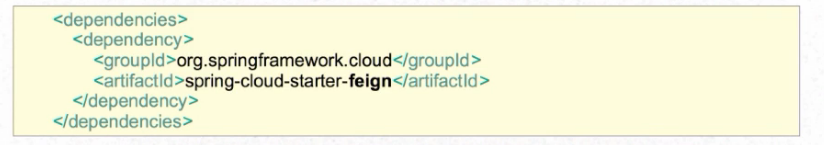 <dependencies>
<dependency>
<groupId>org.springframework.cloud</groupId>
<artifactId>spring-cloud-starter-feign</artifactId>
</dependency>
</dependencies>